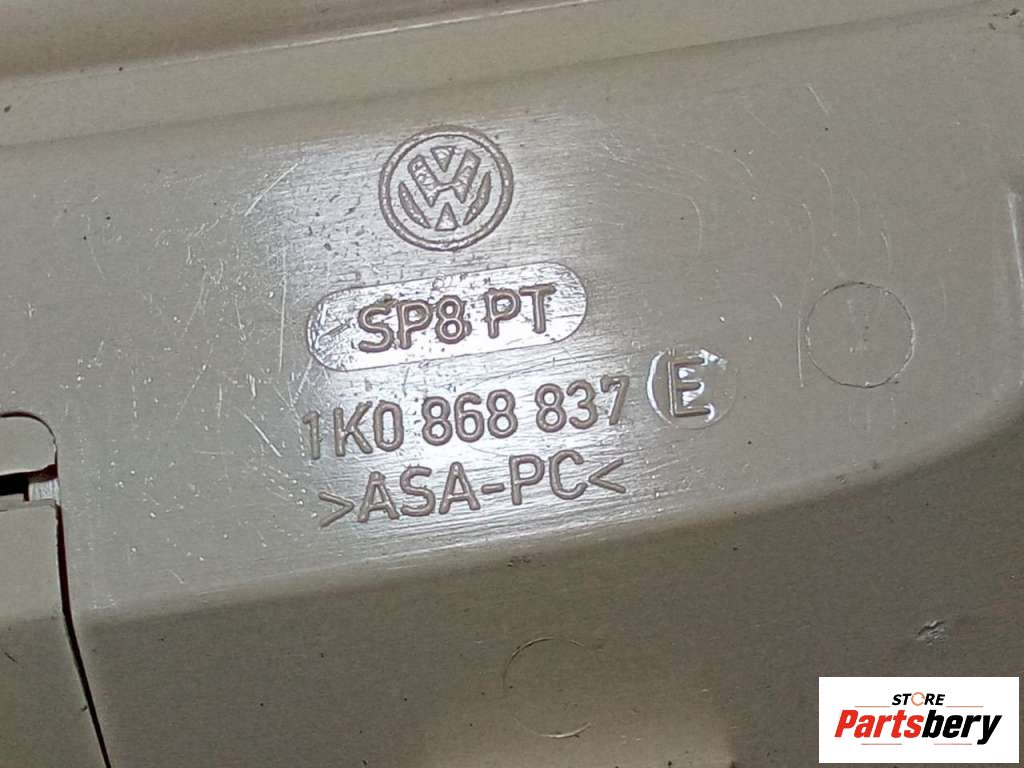 SP8 PT
1K0 868 837 E
>ASA-PC<
STORE
Partsbery